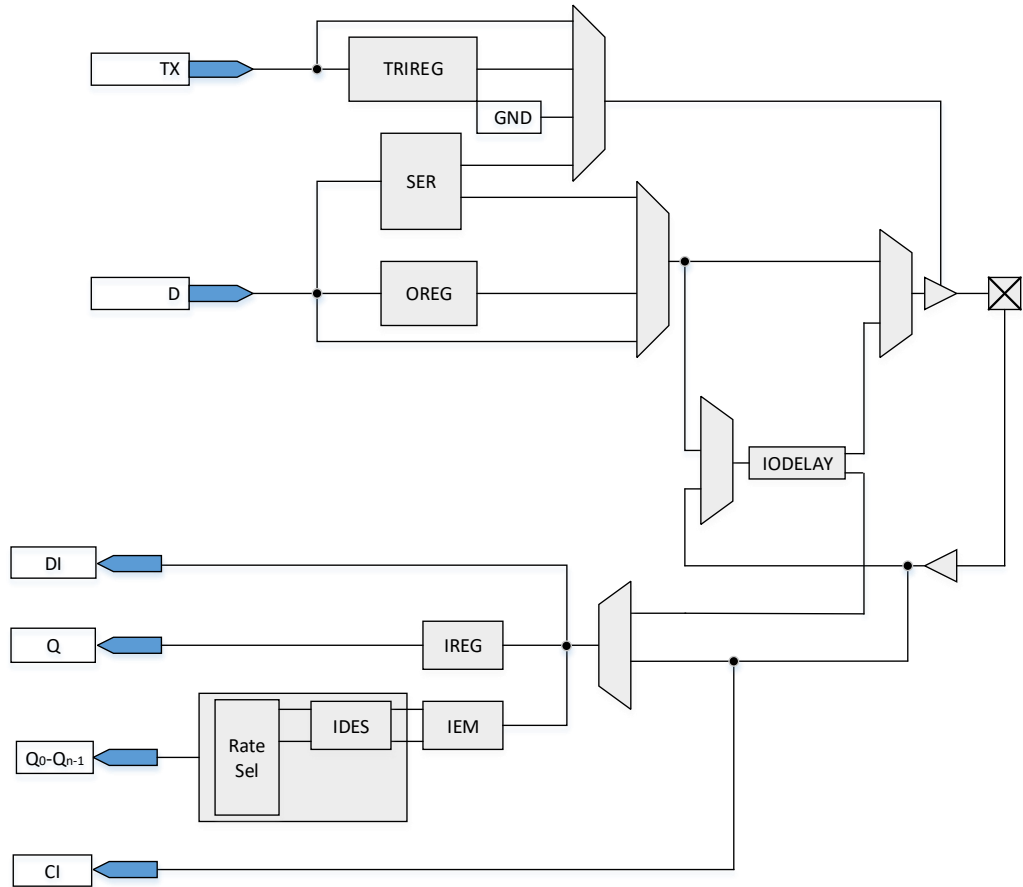 TX
TRIREG
GND
SER
D
OREG
IODELAY
DI
Q
IREG
Rate
Sel
IDES
IEM
Q0-Qn-1
CI